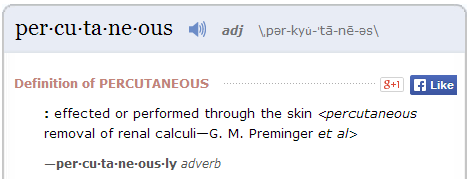 per·cu·ta·ne·ous adj \ˌpər-kyu̇-ˈtā-nē-əs\
Definition of PERCUTANEOUS g+1 f Like
: effected or performed through the skin <percutaneous
removal of renal calculi—G. M. Preminger et al>
—per·cu·ta·ne·ous·ly adverb